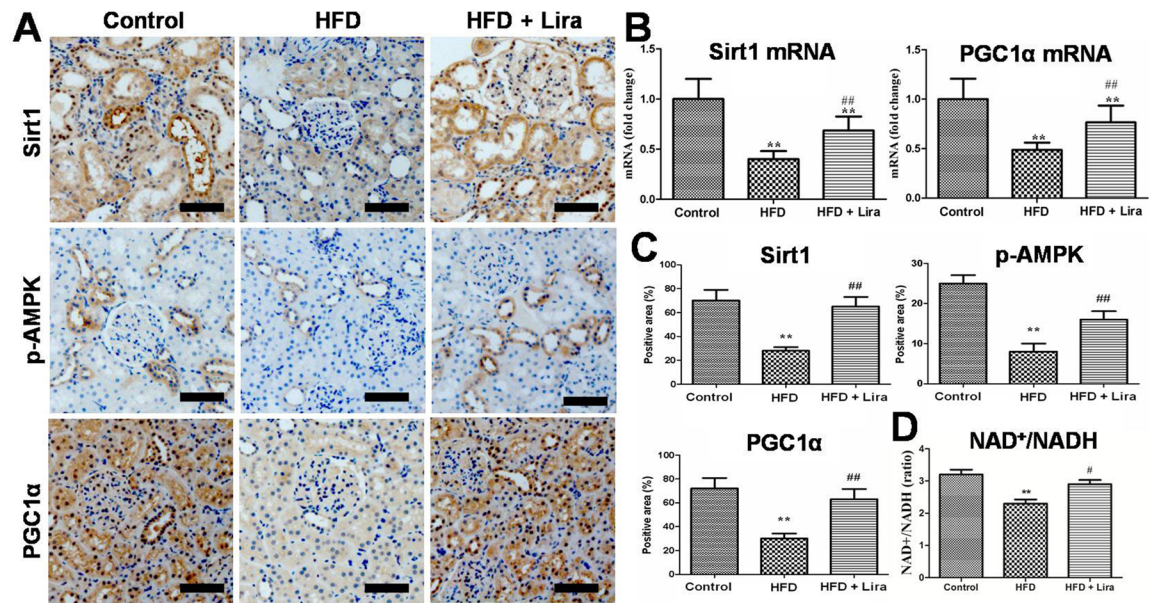 A
Control
HFD
HFD + Lira
Sirt1
p-AMPK
PGC1α
B
Sirt1 mRNA
mRNA (fold change)
1.5
1.0
0.5
0.0
**
##
**
Control
HFD
HFD + Lira
PGC1α mRNA
mRNA (fold change)
1.5
1.0
0.5
0.0
**
##
**
Control
HFD
HFD + Lira
C
Sirt1
Positive area (%)
100
80
60
40
20
0
**
##
Control
HFD
HFD + Lira
p-AMPK
Positive area (%)
30
20
10
0
**
##
Control
HFD
HFD + Lira
PGC1α
Positive area (%)
80
60
40
20
0
**
##
Control
HFD
HFD + Lira
D
NAD⁺/NADH
NAD+/NADH (ratio)
4
3
2
1
0
**
#
Control
HFD
HFD + Lira